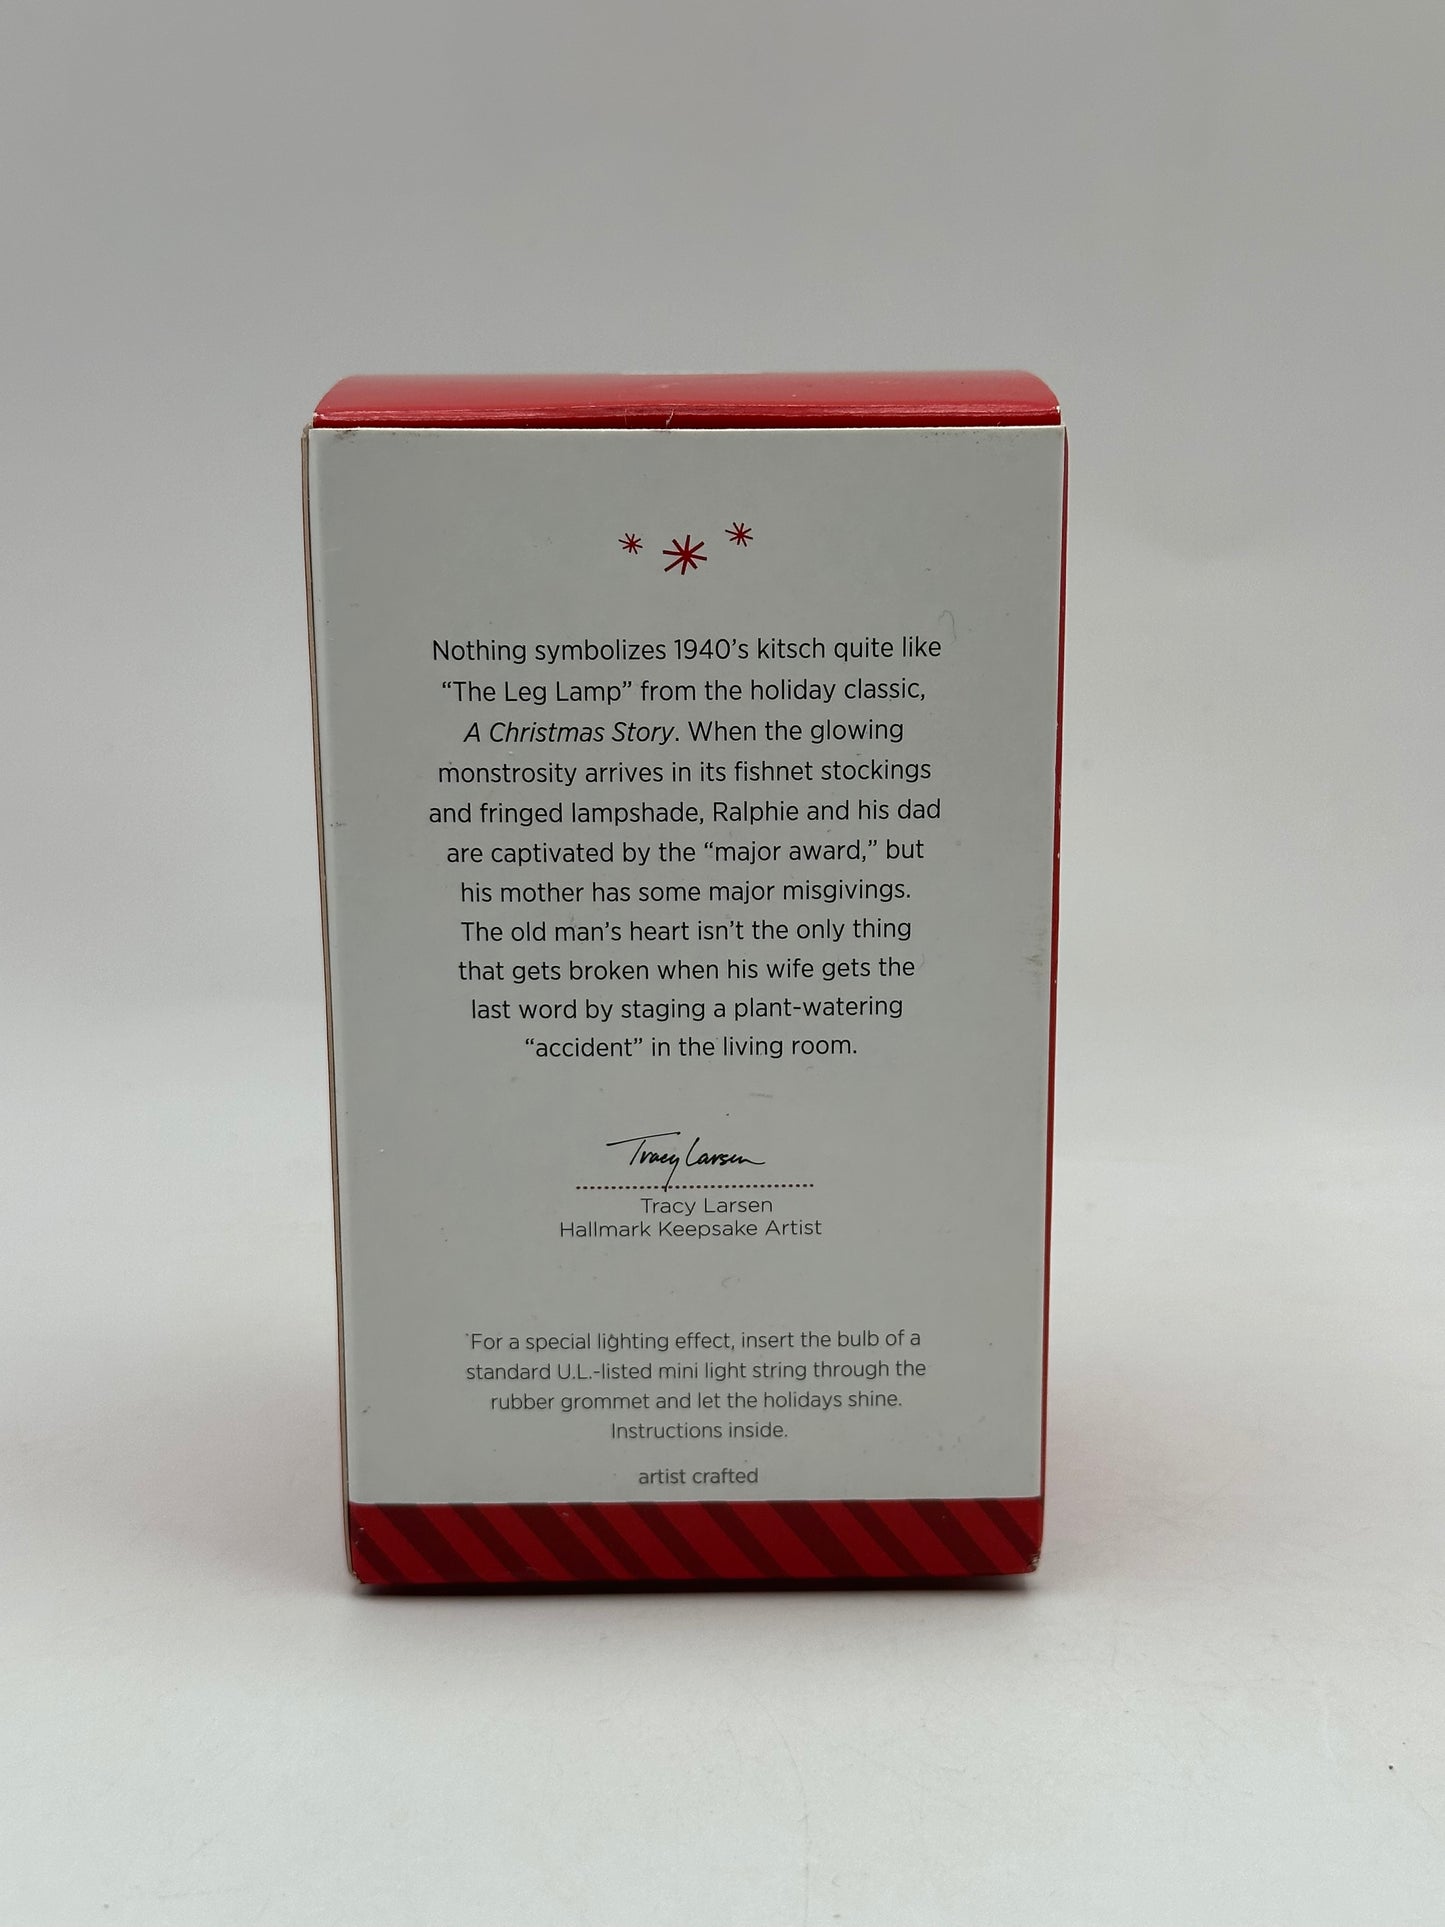 Nothing symbolizes 1940's kitsch quite like
“The Leg Lamp” from the holiday classic,
A Christmas Story. When the glowing
monstrosity arrives in its fishnet stockings
and fringed lampshade, Ralphie and his dad
are captivated by the “major award,” but
his mother has some major misgivings.
The old man's heart isn't the only thing
that gets broken when his wife gets the
last word by staging a plant-watering
“accident” in the living room.
Tracy Larsen
Tracy Larsen
Hallmark Keepsake Artist
For a special lighting effect, insert the bulb of a
standard U.L.-listed mini light string through the
rubber grommet and let the holidays shine.
Instructions inside.
artist crafted